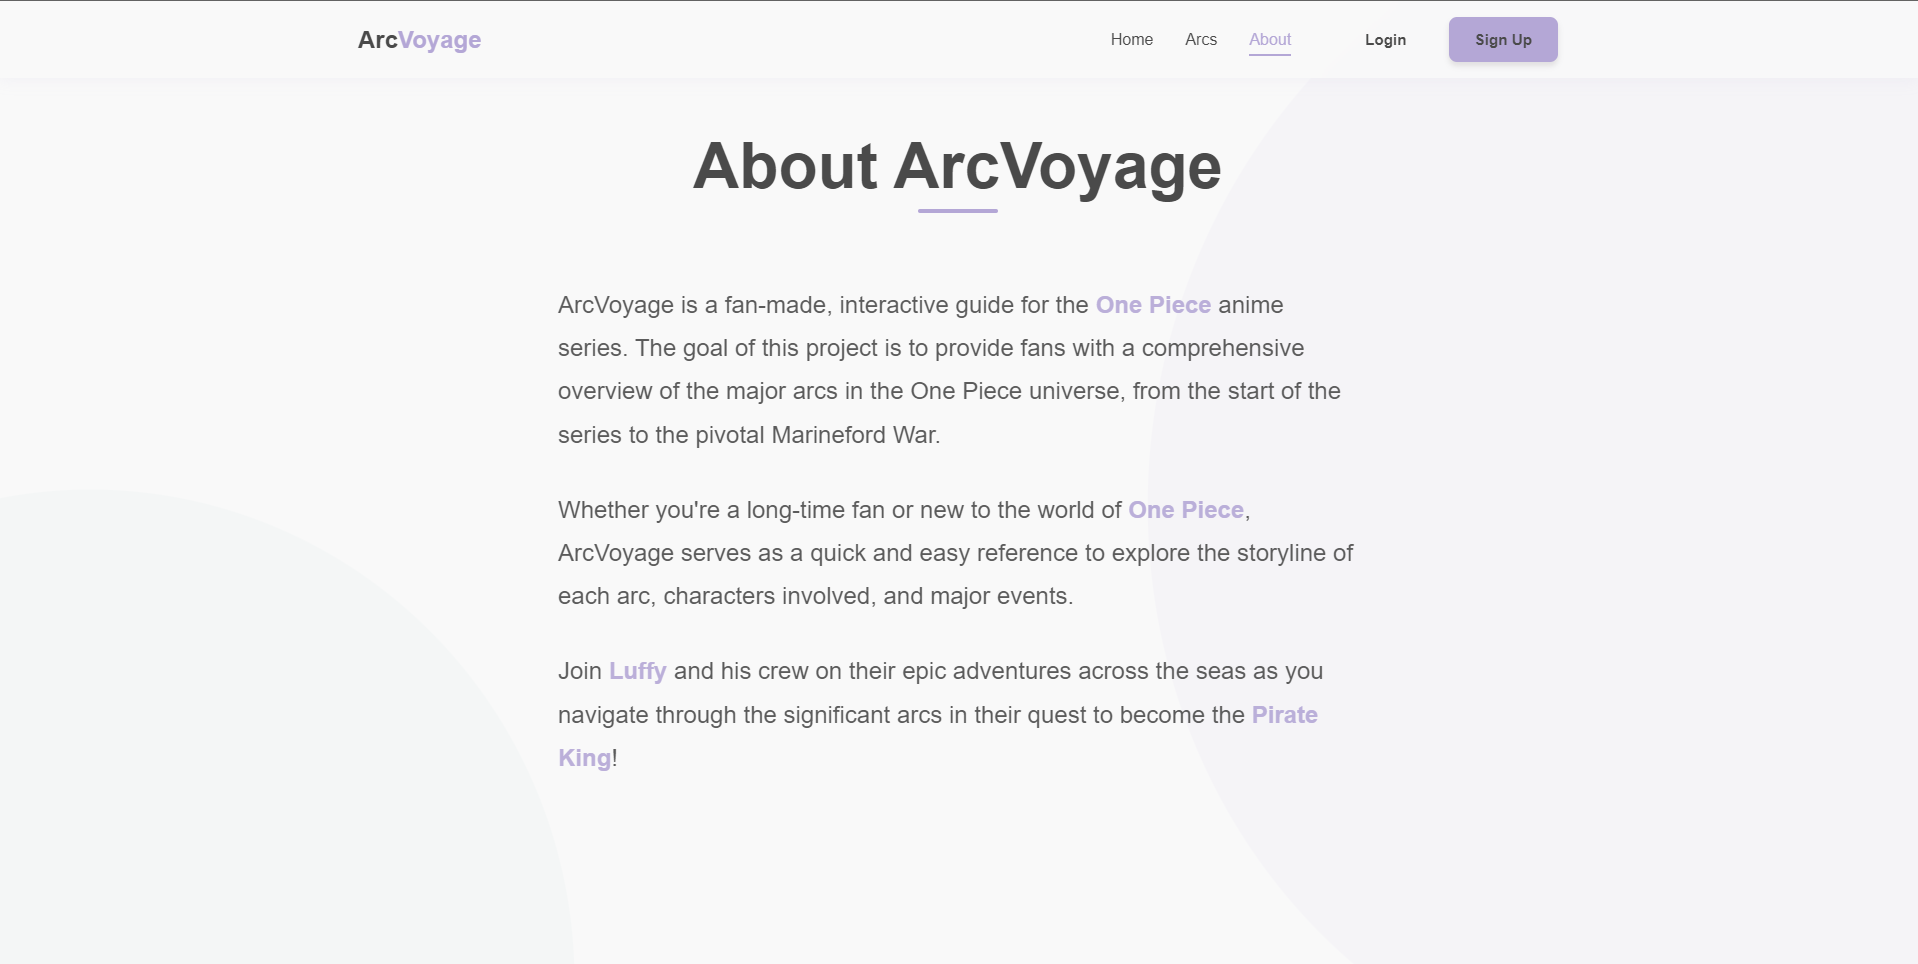 ArcVoyage
Home Arcs About Login Sign Up
About ArcVoyage
ArcVoyage is a fan-made, interactive guide for the One Piece anime
series. The goal of this project is to provide fans with a comprehensive
overview of the major arcs in the One Piece universe, from the start of the
series to the pivotal Marineford War.
Whether you're a long-time fan or new to the world of One Piece,
ArcVoyage serves as a quick and easy reference to explore the storyline of
each arc, characters involved, and major events.
Join Luffy and his crew on their epic adventures across the seas as you
navigate through the significant arcs in their quest to become the Pirate
King!